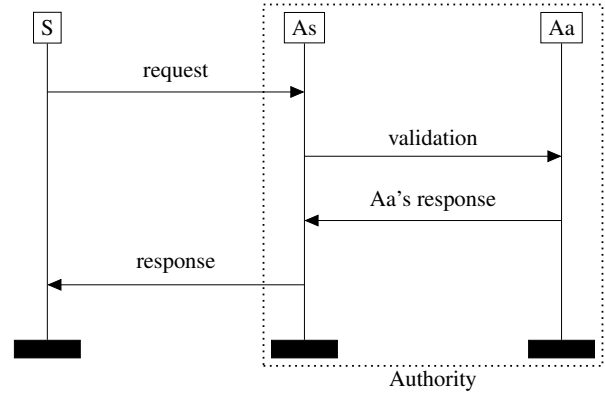 S As Aa
request
validation
Aa's response
response
Authority